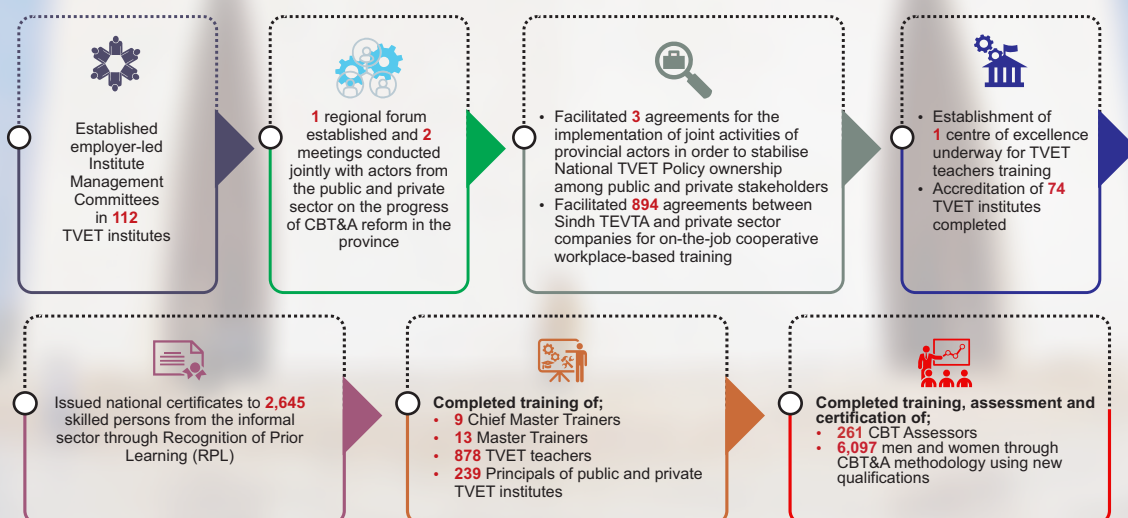 Established
employer-led
Institute
Management
Committees
in 112
TVET institutes
1 regional forum
established and 2
meetings conducted
jointly with actors from
the public and private
sector on the progress
of CBT&A reform in the
province
• Facilitated 3 agreements for the
implementation of joint activities of
provincial actors in order to stabilise
National TVET Policy ownership
among public and private stakeholders
• Facilitated 894 agreements between
Sindh TEVTA and private sector
companies for on-the-job cooperative
workplace-based training
• Establishment of
1 centre of excellence
underway for TVET
teachers training
• Accreditation of 74
TVET institutes
completed
Issued national certificates to 2,645
skilled persons from the informal
sector through Recognition of Prior
Learning (RPL)
Completed training of;
• 9 Chief Master Trainers
• 13 Master Trainers
• 878 TVET teachers
• 239 Principals of public and private
TVET institutes
Completed training, assessment and
certification of;
• 261 CBT Assessors
• 6,097 men and women through
CBT&A methodology using new
qualifications